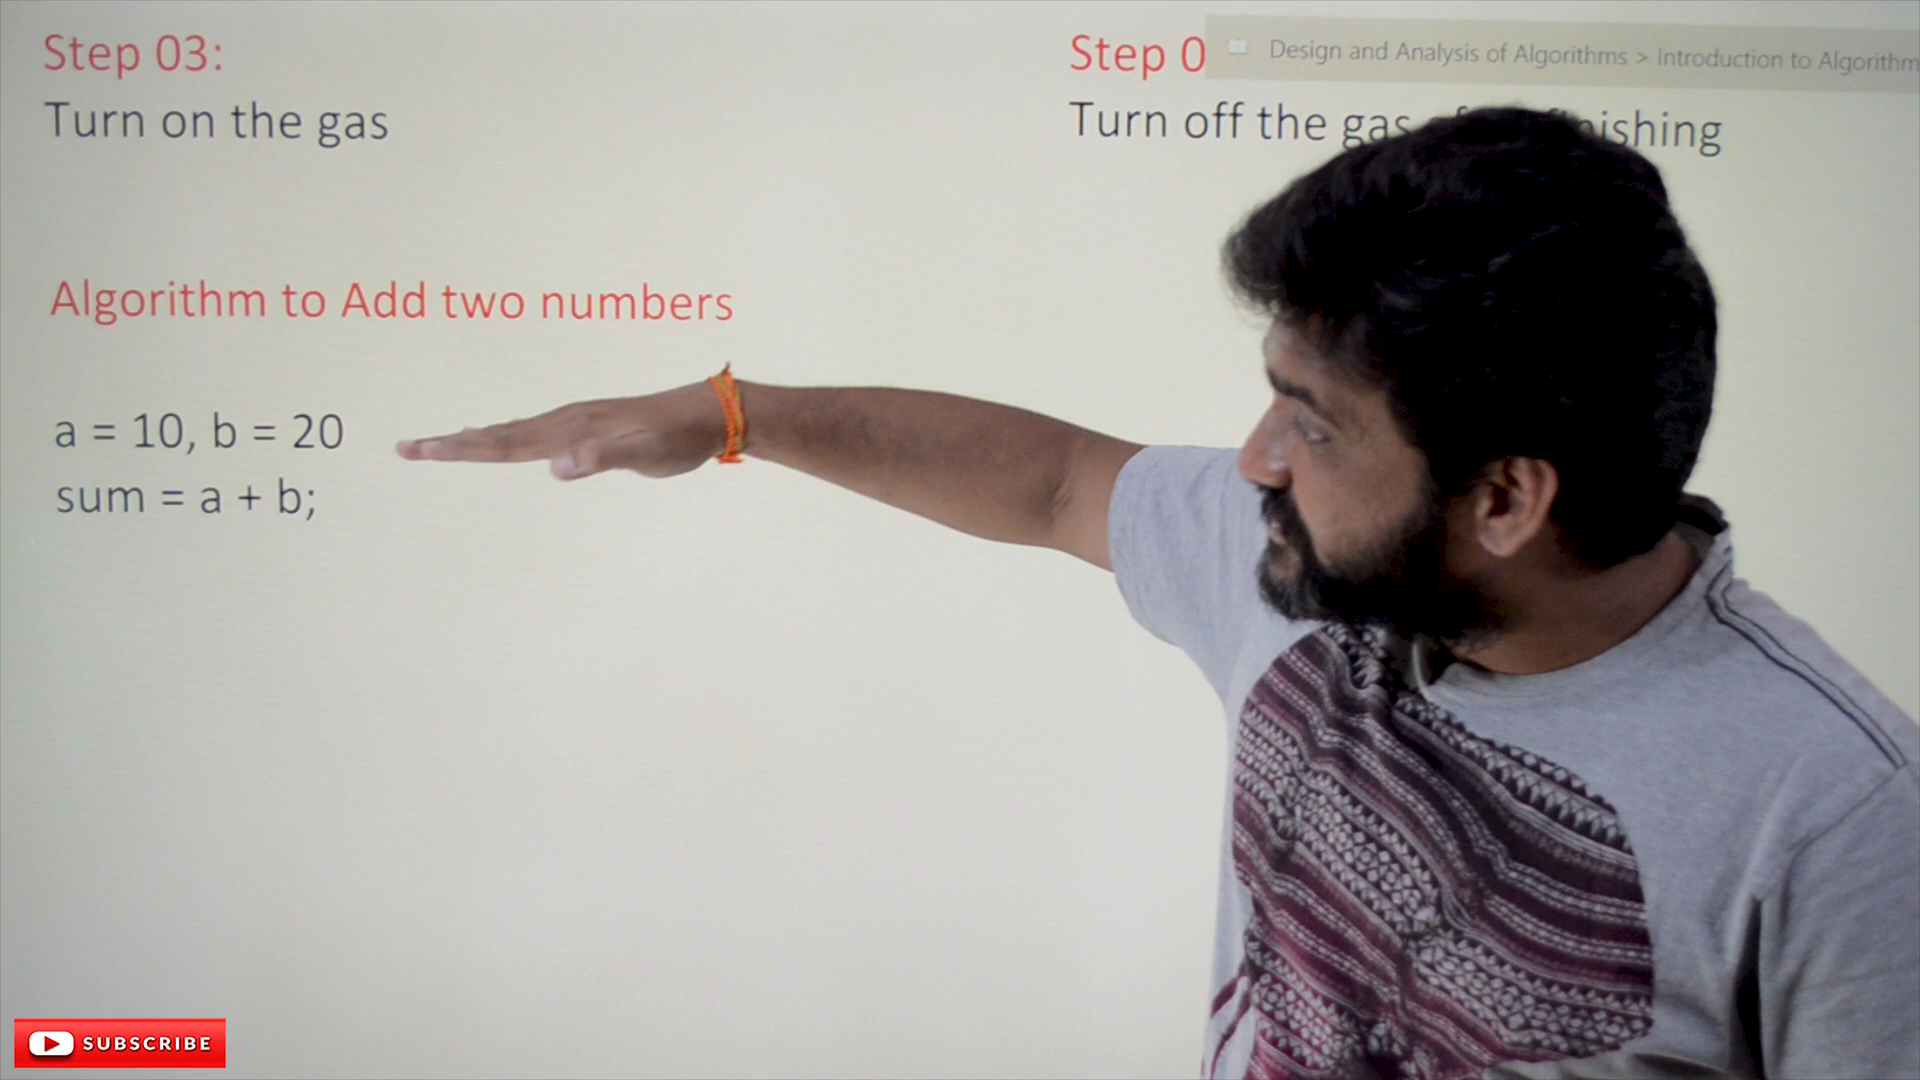 Step 03:
Turn on the gas
Step 0
Turn off the gas
Design and Analysis of Algorithms > Introduction to Algorithm
Algorithm to Add two numbers
a = 10, b = 20
sum = a + b;
SUBSCRIBE